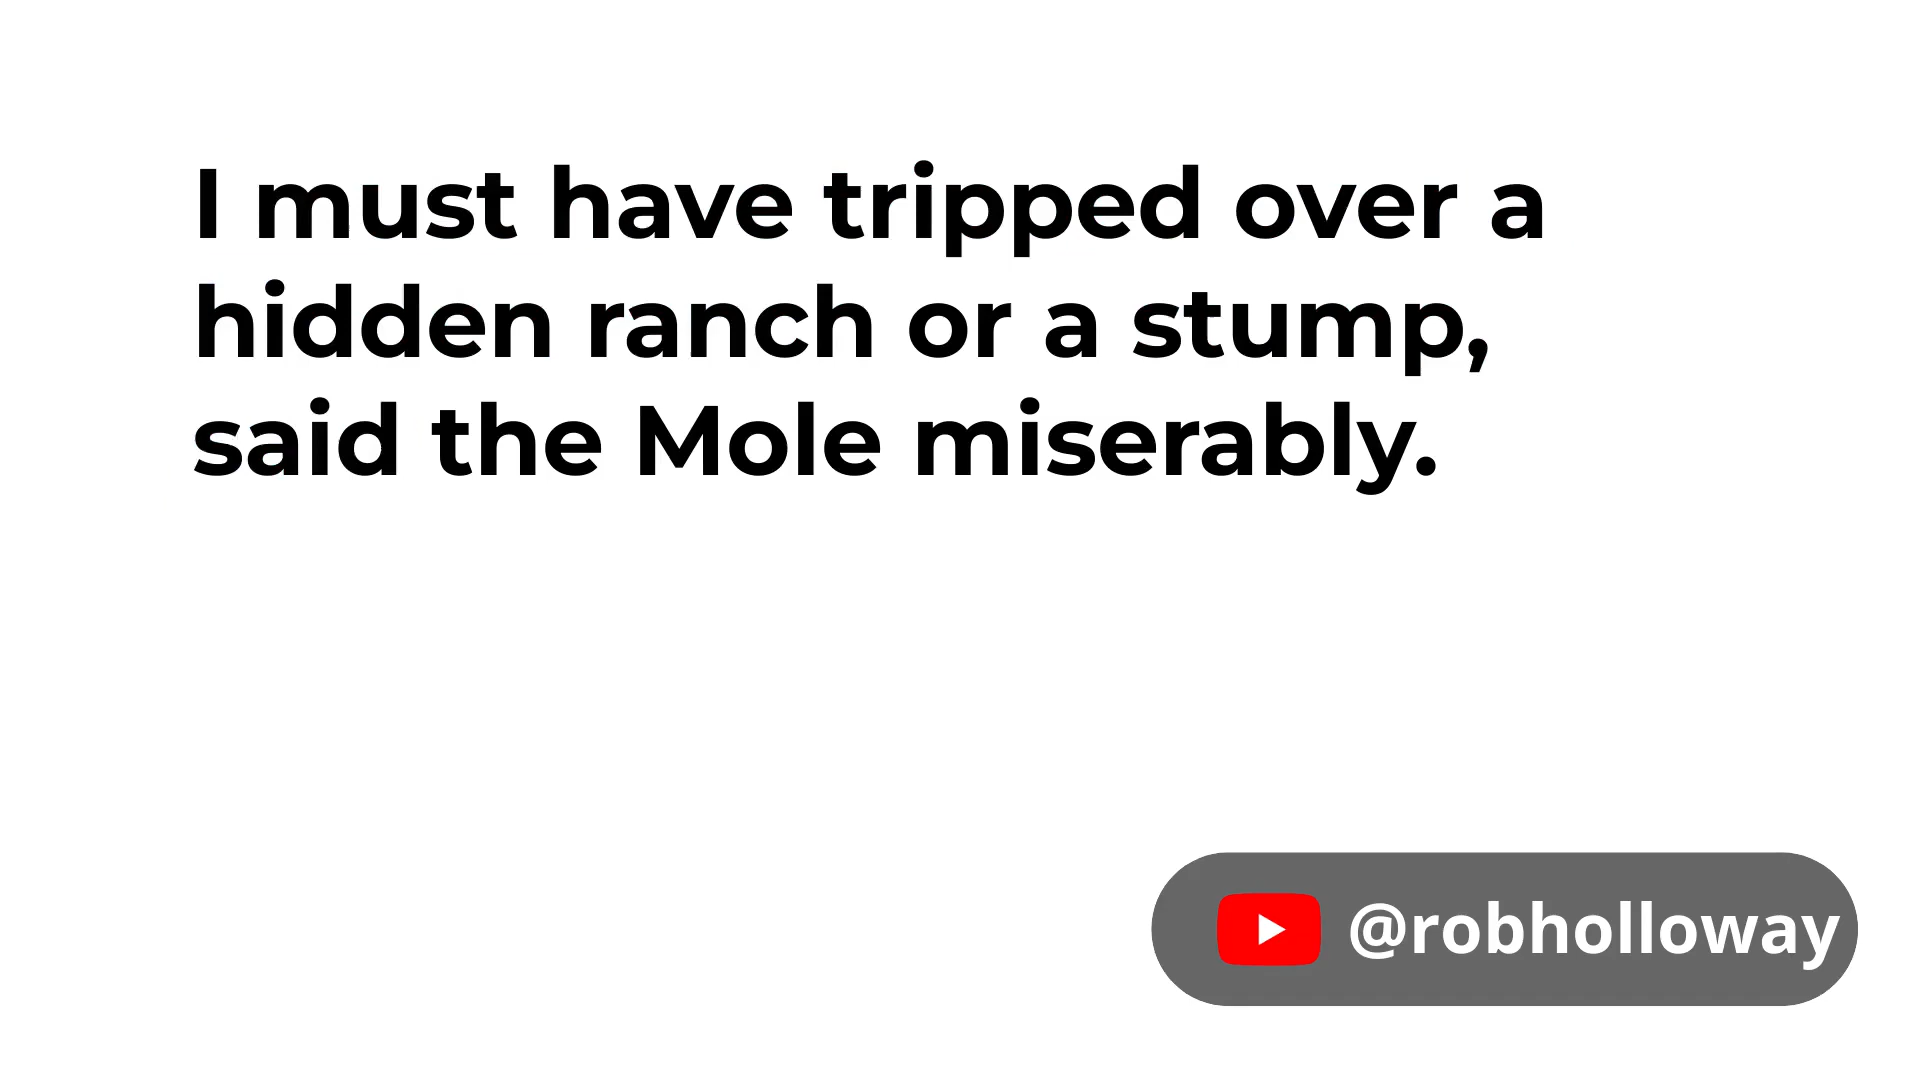 I must have tripped over a
hidden ranch or a stump,
said the Mole miserably.
@robholloway